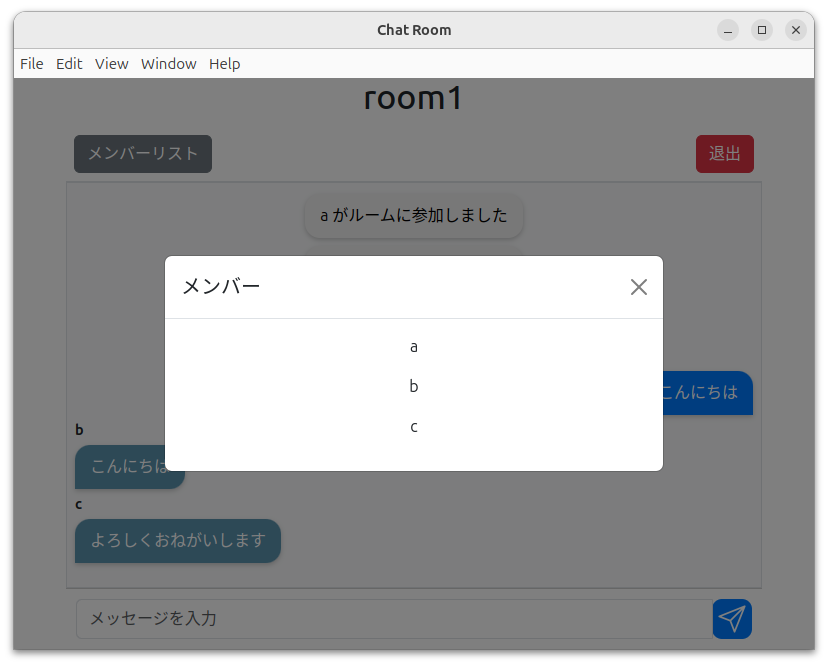 Chat Room
File Edit View Window Help
room1
メンバーリスト
退出
a がルームに参加しました
メンバー
a
b
c
こんにちは
b
こんにちは
c
よろしくおねがいします
メッセージを入力